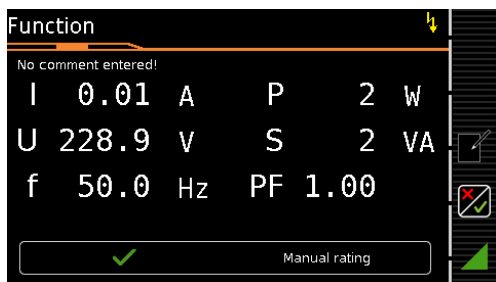 Function
No comment entered!
I 0.01 A P 2 W
U 228.9 V S 2 VA
f 50.0 Hz PF 1.00
Manual rating